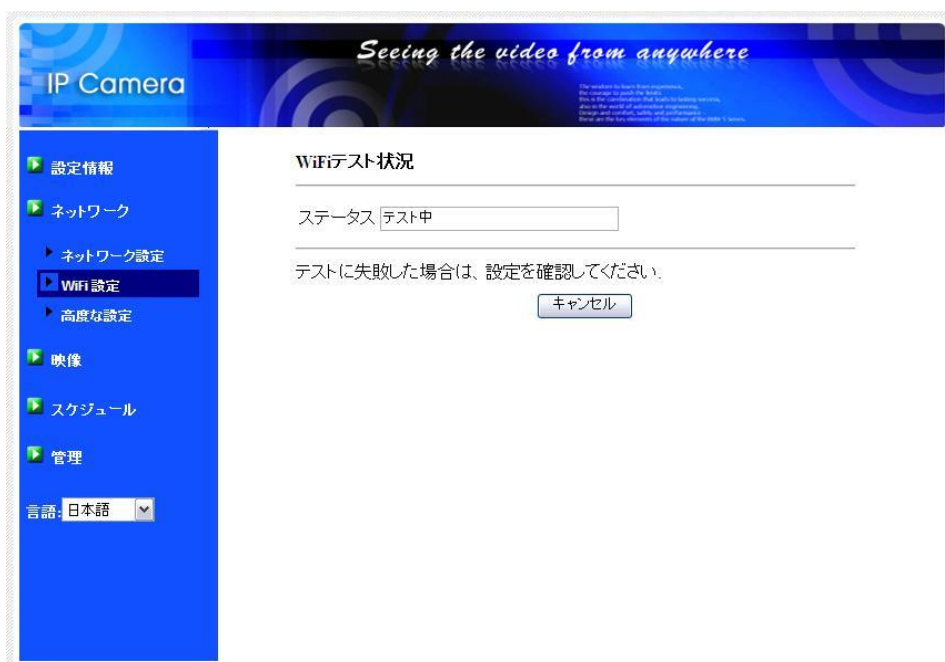 Seeing the video from anywhere
IP Camera
設定情報
ネットワーク
ネットワーク設定
WiFi 設定
高度な設定
映像
スケジュール
管理
言語: 日本語
WiFiテスト状況
ステータス テスト中
テストに失敗した場合は、設定を確認してください.
キャンセル